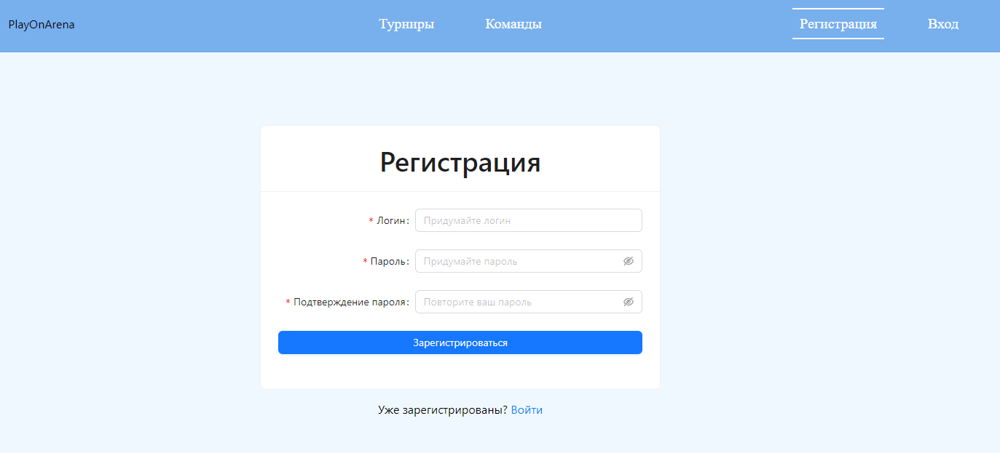 PlayOnArena Турниры Команды Регистрация Вход
Регистрация
* Логин: Придумайте логин
* Пароль: Придумайте пароль
* Подтверждение пароля: Повторите ваш пароль
Зарегистрироваться
Уже зарегистрированы? Войти